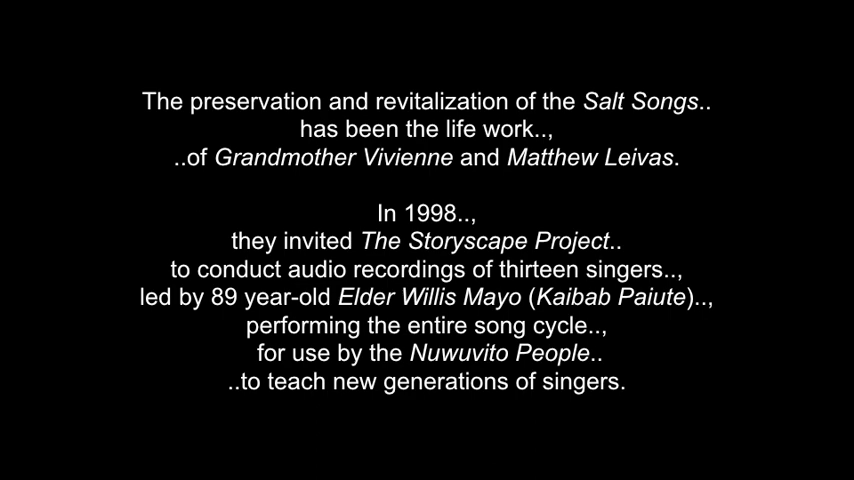 The preservation and revitalization of the Salt Songs..
has been the life work..,
..of Grandmother Vivienne and Matthew Leivas.
In 1998..,
they invited The Storyscape Project..
to conduct audio recordings of thirteen singers..,
led by 89 year-old Elder Willis Mayo (Kaibab Paiute)..,
performing the entire song cycle..,
for use by the Nuwuvito People..
..to teach new generations of singers.